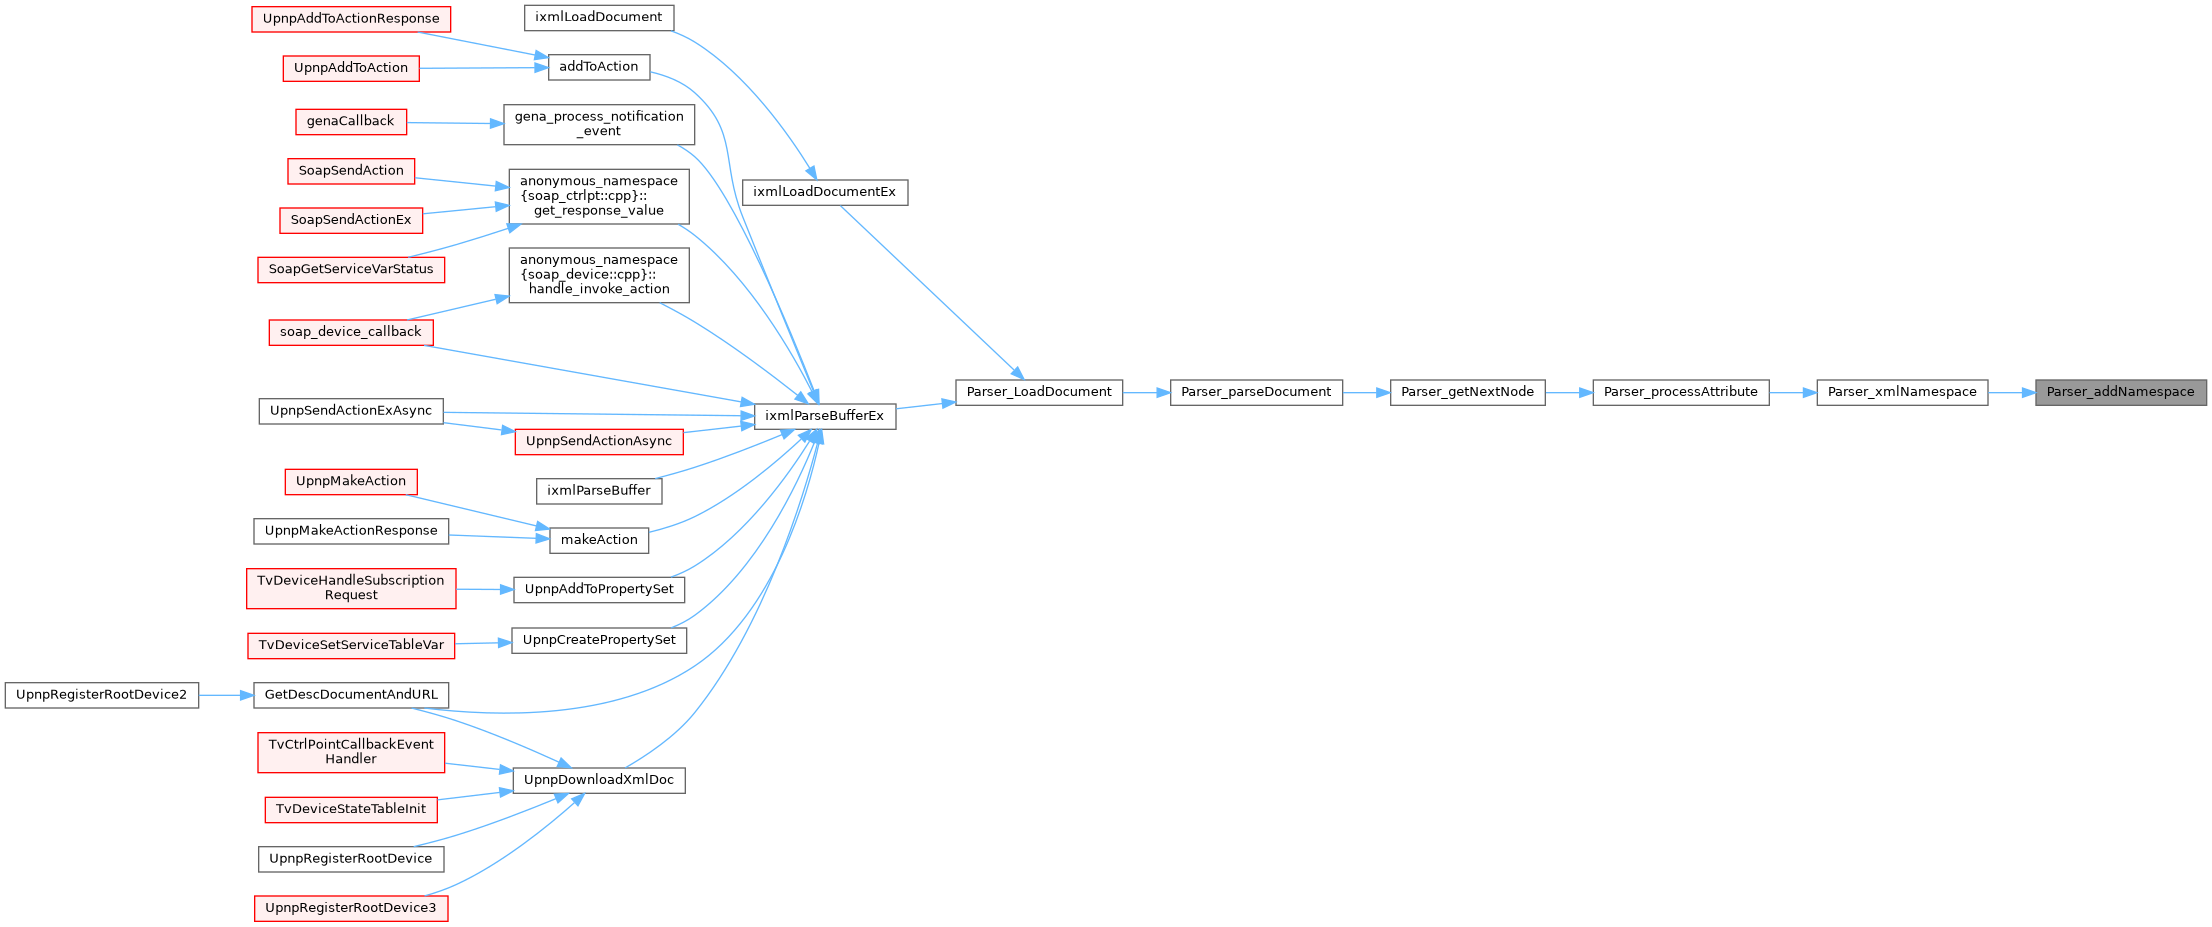 UpnpAddToActionResponse
ixmlLoadDocument
addToAction
UpnpAddToAction
gena_process_notification
_event
genaCallback
SoapSendAction
anonymous_namespace
{soap_ctrlpt::cpp}::
get_response_value
ixmlLoadDocumentEx
SoapSendActionEx
SoapGetServiceVarStatus
anonymous_namespace
{soap_device::cpp}::
handle_invoke_action
soap_device_callback
Parser_LoadDocument
Parser_parseDocument
Parser_getNextNode
Parser_processAttribute
Parser_xmlNamespace
Parser_addNamespace
UpnpSendActionExAsync
ixmlParseBufferEx
UpnpSendActionAsync
UpnpMakeAction
ixmlParseBuffer
UpnpMakeActionResponse
makeAction
TvDeviceHandleSubscription
Request
UpnpAddToPropertySet
TvDeviceSetServiceTableVar
UpnpCreatePropertySet
UpnpRegisterRootDevice2
GetDescDocumentAndURL
TvCtrlPointCallbackEvent
Handler
UpnpDownloadXmlDoc
TvDeviceStateTableInit
UpnpRegisterRootDevice
UpnpRegisterRootDevice3